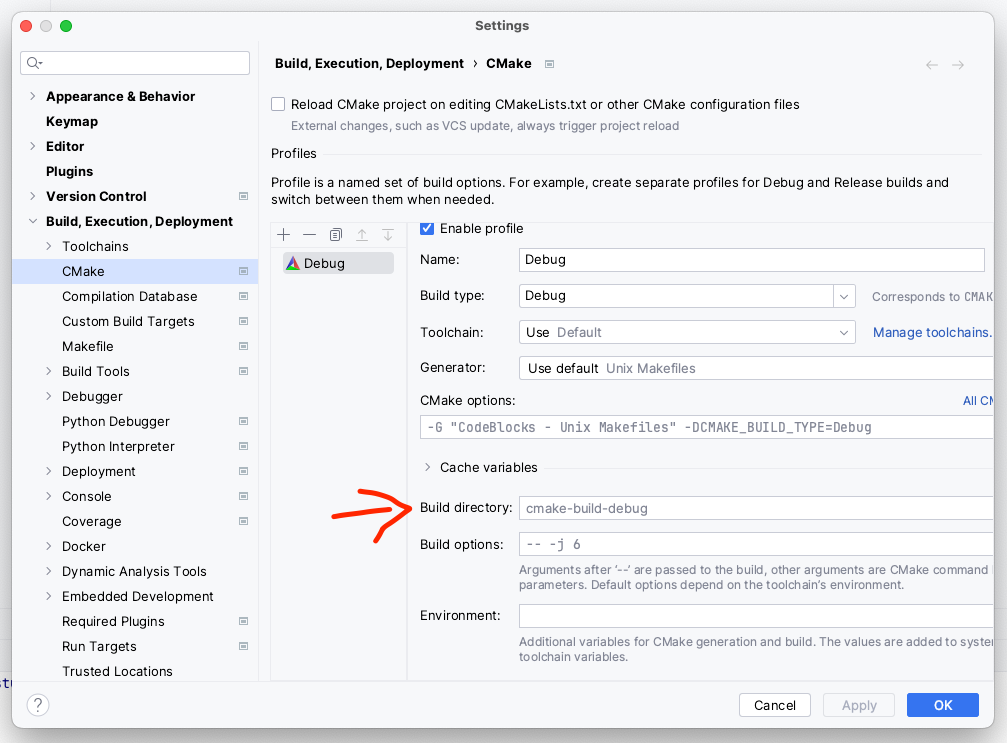 Settings
Build, Execution, Deployment › CMake
Appearance & Behavior
Keymap
Editor
Plugins
Version Control
Build, Execution, Deployment
Toolchains
CMake
Compilation Database
Custom Build Targets
Makefile
Build Tools
Debugger
Python Debugger
Python Interpreter
Deployment
Console
Coverage
Docker
Dynamic Analysis Tools
Embedded Development
Required Plugins
Run Targets
Trusted Locations
Reload CMake project on editing CMakeLists.txt or other CMake configuration files
External changes, such as VCS update, always trigger project reload
Profiles
Profile is a named set of build options. For example, create separate profiles for Debug and Release builds and
switch between them when needed.
Debug
Enable profile
Name: Debug
Build type: Debug Corresponds to CMAK
Toolchain: Use Default Manage toolchains.
Generator: Use default Unix Makefiles
CMake options: All CM
-G "CodeBlocks - Unix Makefiles" -DCMAKE_BUILD_TYPE=Debug
Cache variables
Build directory: cmake-build-debug
Build options: -- -j 6
Arguments after '--' are passed to the build, other arguments are CMake command
parameters. Default options depend on the toolchain's environment.
Environment:
Additional variables for CMake generation and build. The values are added to syste
toolchain variables.
? Cancel Apply OK